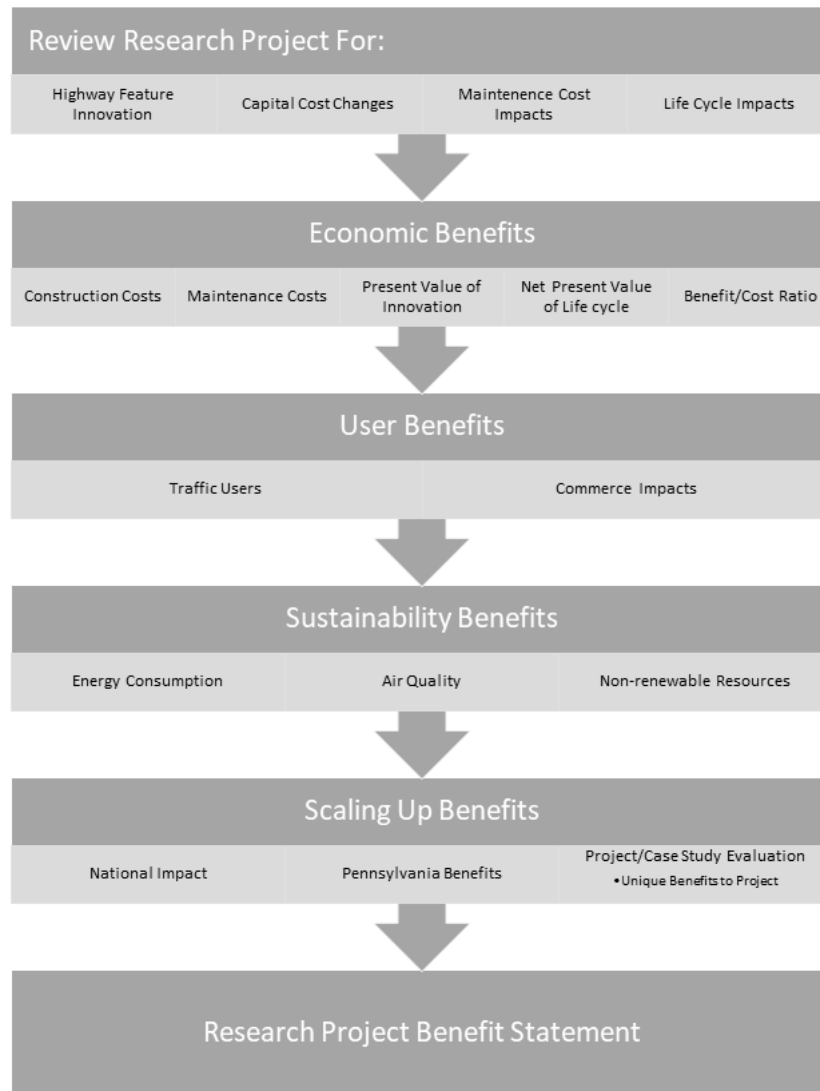 Review Research Project For:
Highway Feature
Innovation
Capital Cost Changes
Maintenence Cost
Impacts
Life Cycle Impacts
Economic Benefits
Construction Costs
Maintenance Costs
Present Value of
Innovation
Net Present Value
of Life cycle
Benefit/Cost Ratio
User Benefits
Traffic Users
Commerce Impacts
Sustainability Benefits
Energy Consumption
Air Quality
Non-renewable Resources
Scaling Up Benefits
National Impact
Pennsylvania Benefits
Project/Case Study Evaluation
•Unique Benefits to Project
Research Project Benefit Statement